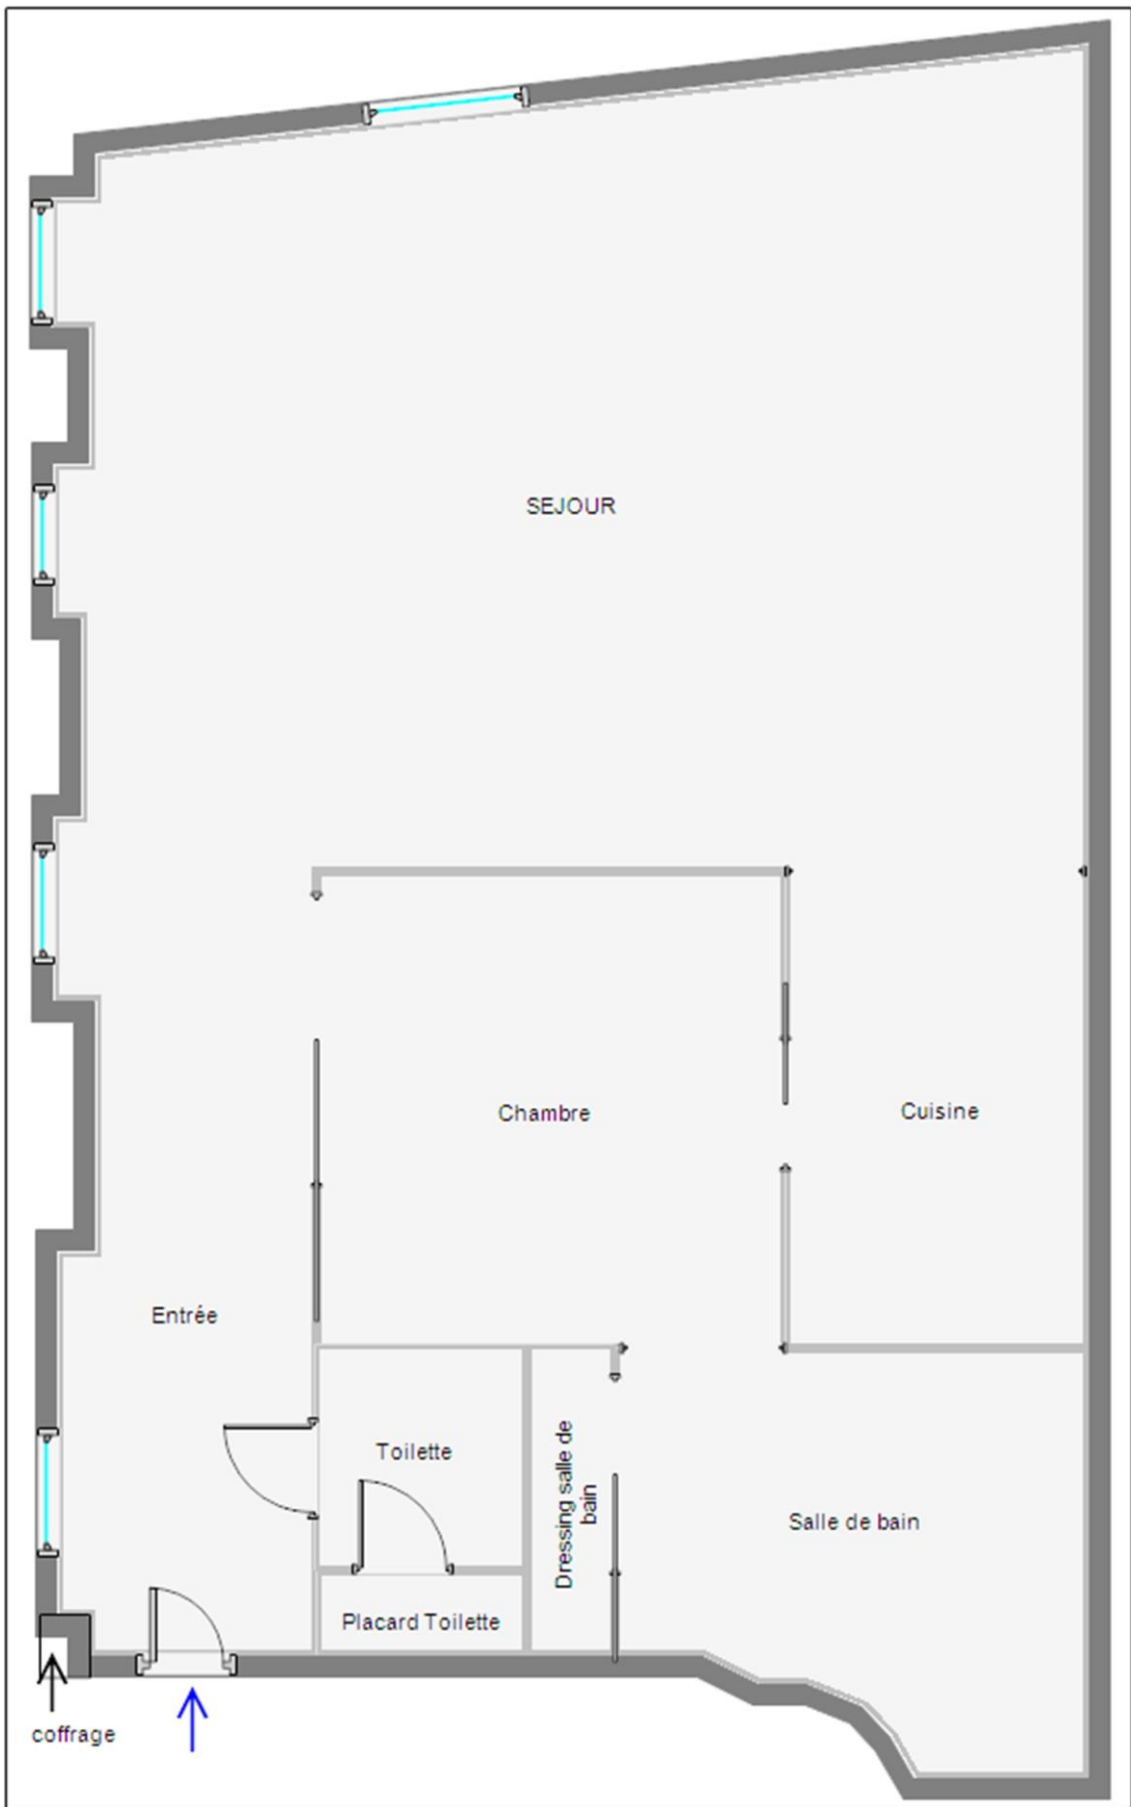 SEJOUR
Chambre
Cuisine
Entrée
Toilette
Dressing salle de
bain
Salle de bain
Placard Toilette
coffrage